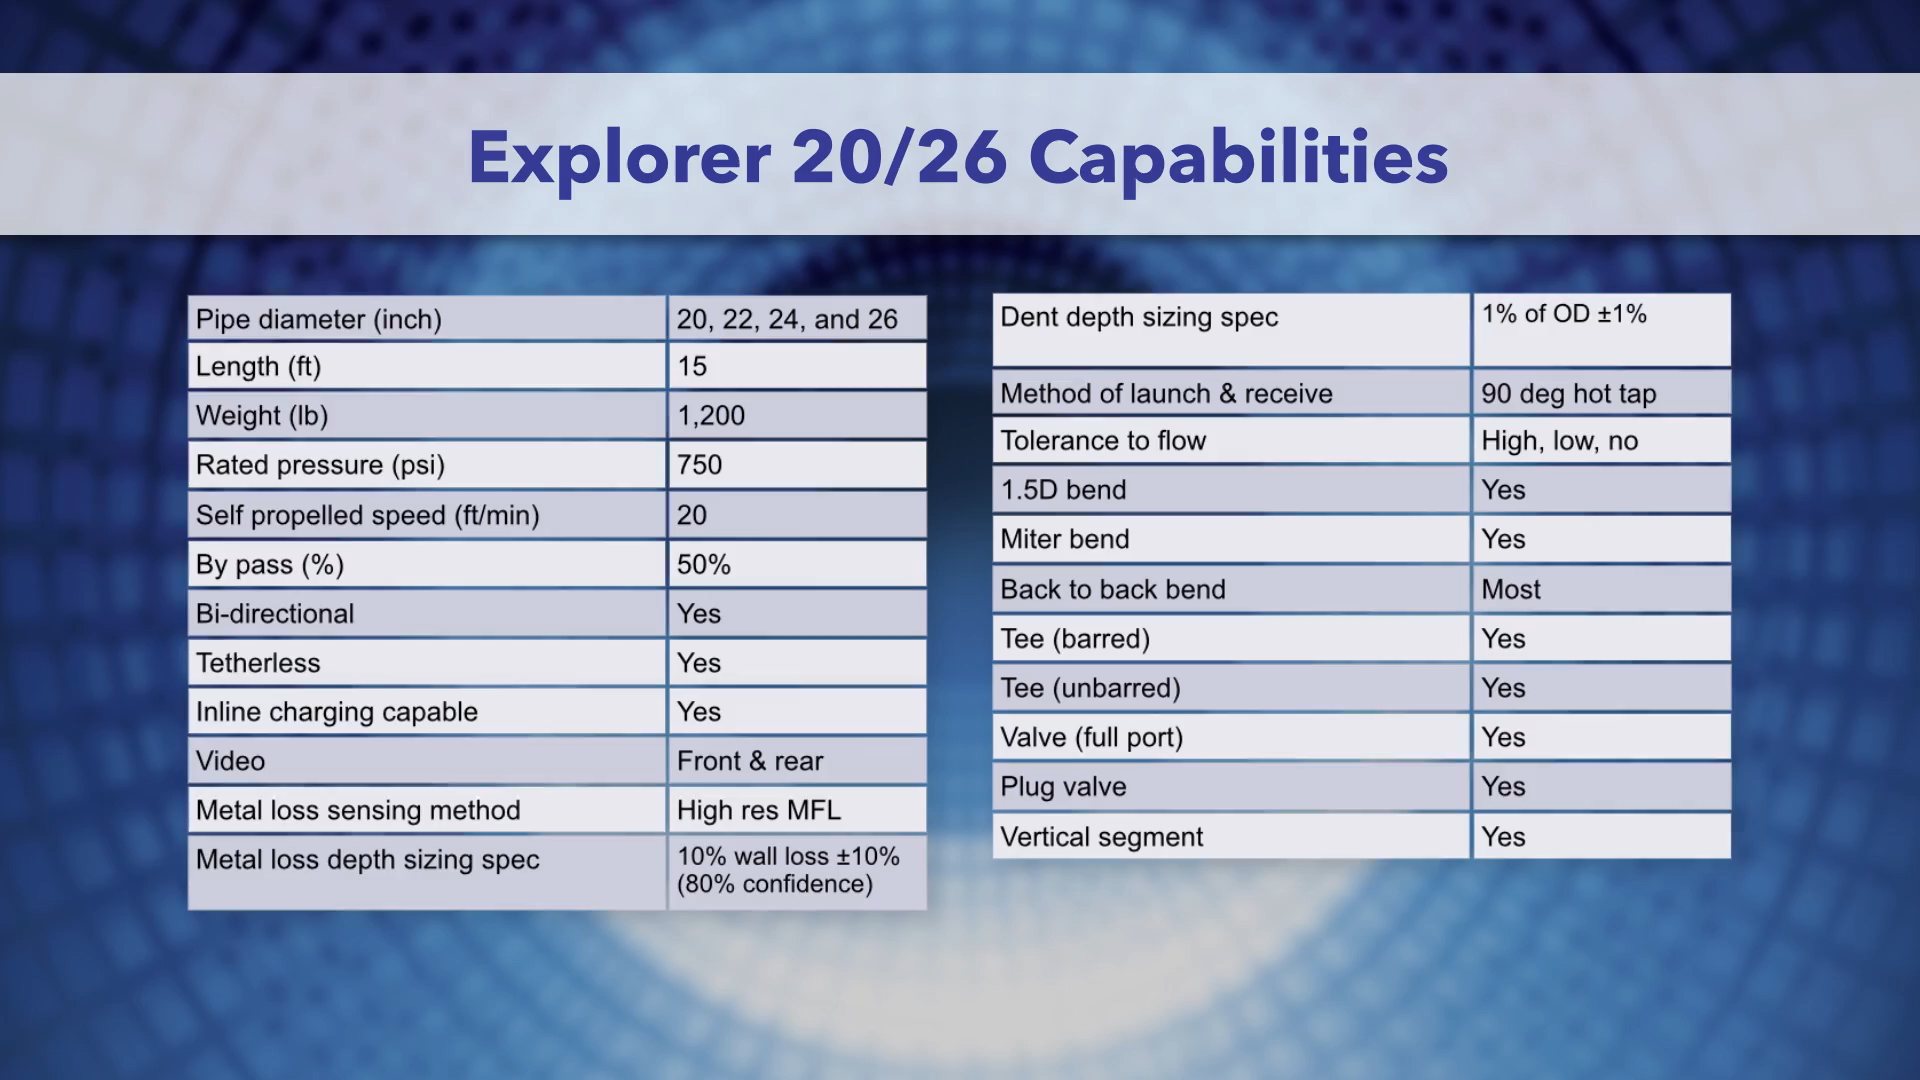 Explorer 20/26 Capabilities
Pipe diameter (inch) 20, 22, 24, and 26
Length (ft) 15
Weight (lb) 1,200
Rated pressure (psi) 750
Self propelled speed (ft/min) 20
By pass (%) 50%
Bi-directional Yes
Tetherless Yes
Inline charging capable Yes
Video Front & rear
Metal loss sensing method High res MFL
Metal loss depth sizing spec 10% wall loss ±10%
(80% confidence)
Dent depth sizing spec 1% of OD ±1%
Method of launch & receive 90 deg hot tap
Tolerance to flow High, low, no
1.5D bend Yes
Miter bend Yes
Back to back bend Most
Tee (barred) Yes
Tee (unbarred) Yes
Valve (full port) Yes
Plug valve Yes
Vertical segment Yes